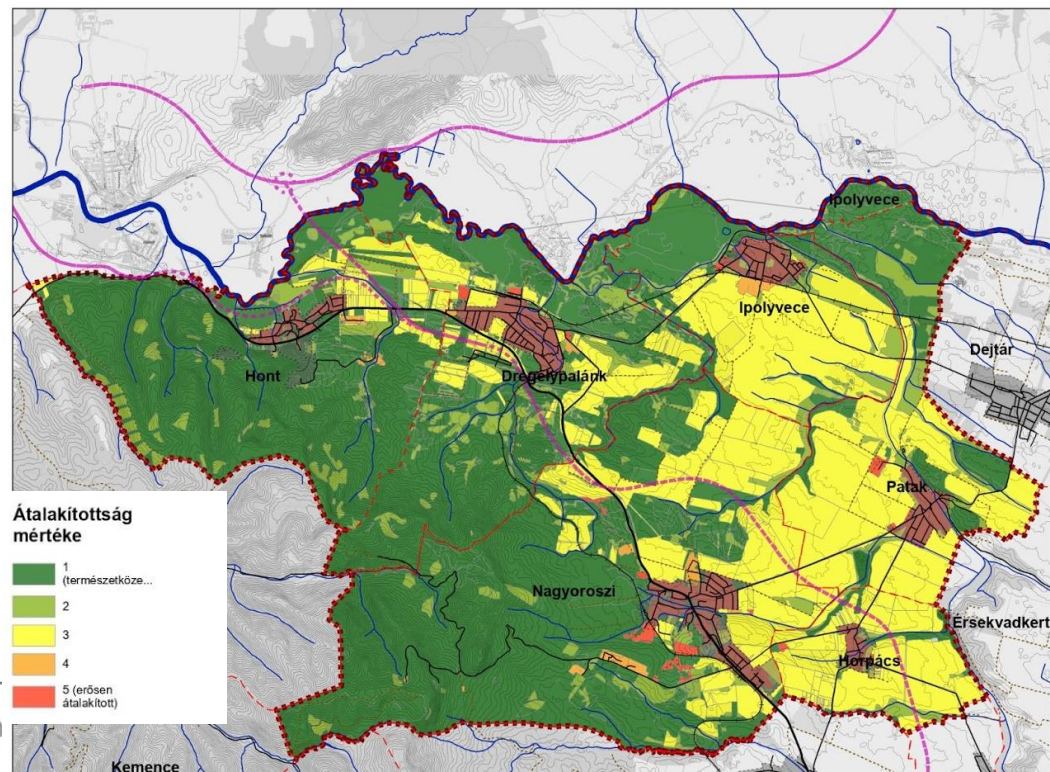 Ipolyvece
Ipolyvece
Dejtár
Hont
Drégelypalánk
Patak
Átalakítottság
mértéke
1
(természetköze...
2
3
4
5 (erősen
átalakított)
Nagyoroszi
Érsekvadkert
Horpács
Kemence